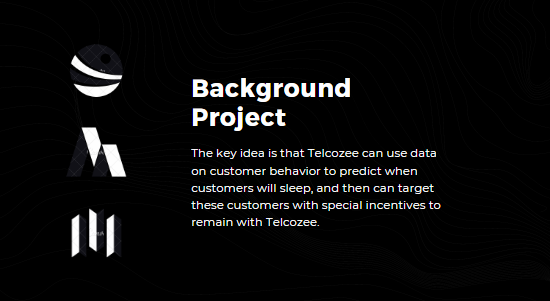 Background
Project
The key idea is that Telcozee can use data
on customer behavior to predict when
customers will sleep, and then can target
these customers with special incentives to
remain with Telcozee.